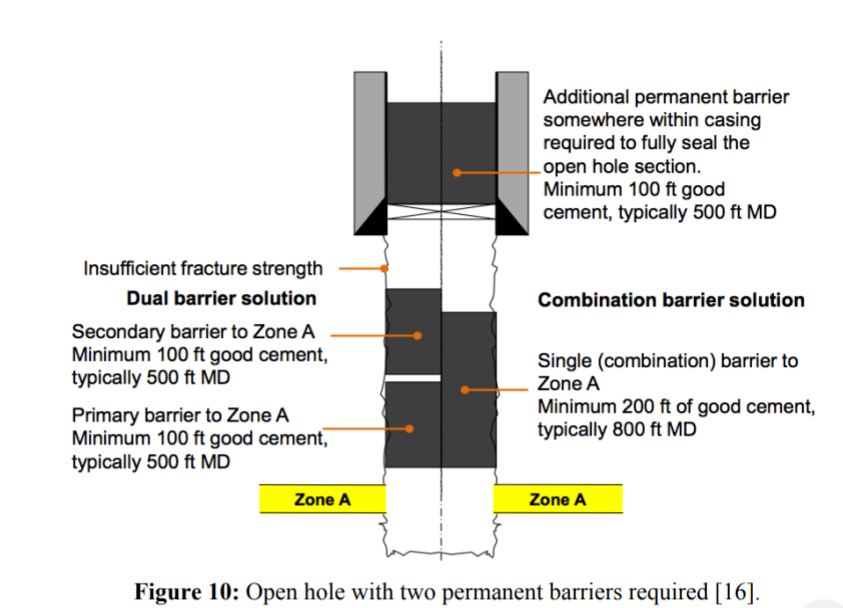 Additional permanent barrier
somewhere within casing
required to fully seal the
open hole section.
Minimum 100 ft good
cement, typically 500 ft MD
Insufficient fracture strength
Dual barrier solution
Secondary barrier to Zone A
Minimum 100 ft good cement,
typically 500 ft MD
Primary barrier to Zone A
Minimum 100 ft good cement,
typically 500 ft MD
Combination barrier solution
Single (combination) barrier to
Zone A
Minimum 200 ft of good cement,
typically 800 ft MD
Zone A
Zone A
Figure 10: Open hole with two permanent barriers required [16].